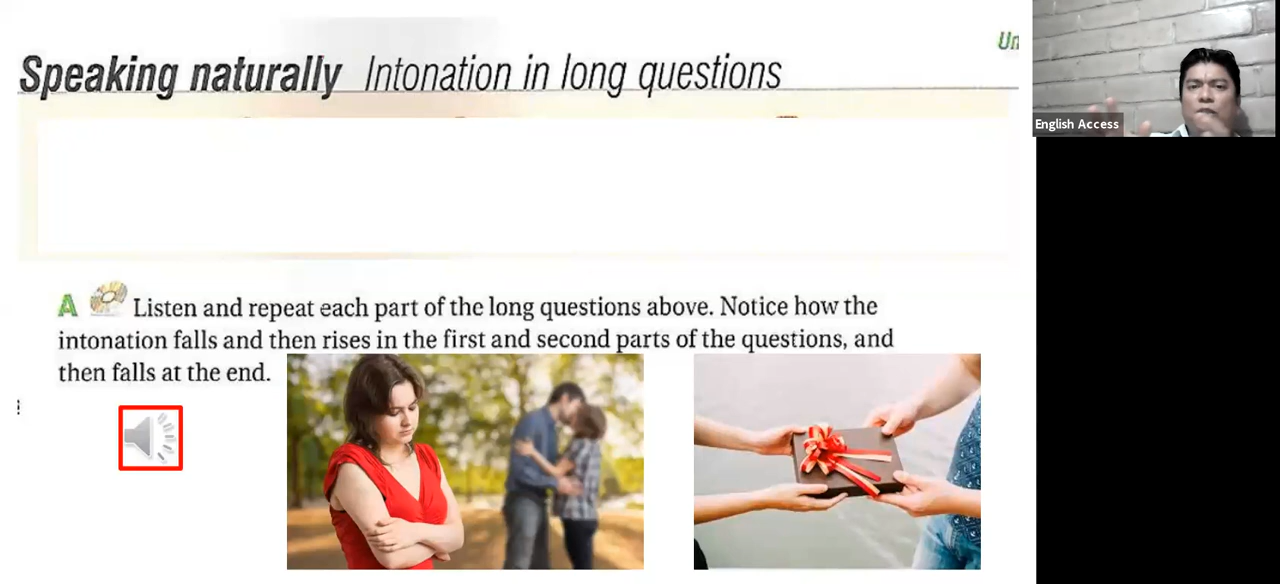 Un
Speaking naturally Intonation in long questions
English Access
A Listen and repeat each part of the long questions above. Notice how the
intonation falls and then rises in the first and second parts of the questions, and
then falls at the end.